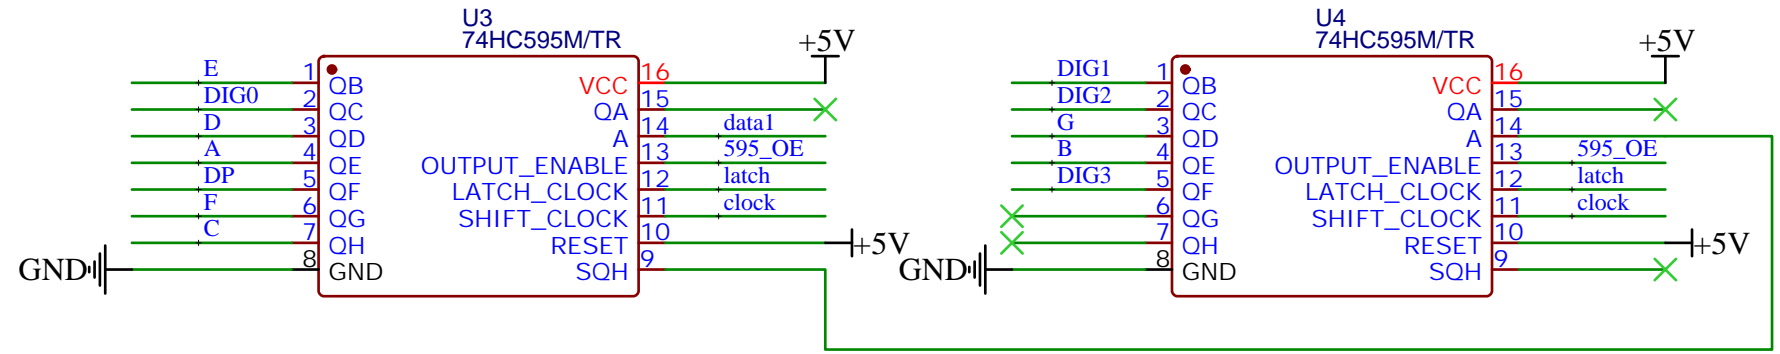 U3
74HC595M/TR
+5V
E 1 QB VCC 16
DIG0 2 QC QA 15
D 3 QD A 14 data1
A 4 QE OUTPUT_ENABLE 13 595_OE
DP 5 QF LATCH_CLOCK 12 latch
F 6 QG SHIFT_CLOCK 11 clock
C 7 QH RESET 10 +5V
GND 8 GND SQH 9
U4
74HC595M/TR
+5V
DIG1 1 QB VCC 16
DIG2 2 QC QA 15
G 3 QD A 14
B 4 QE OUTPUT_ENABLE 13 595_OE
DIG3 5 QF LATCH_CLOCK 12 latch
6 QG SHIFT_CLOCK 11 clock
7 QH RESET 10 +5V
GND 8 GND SQH 9